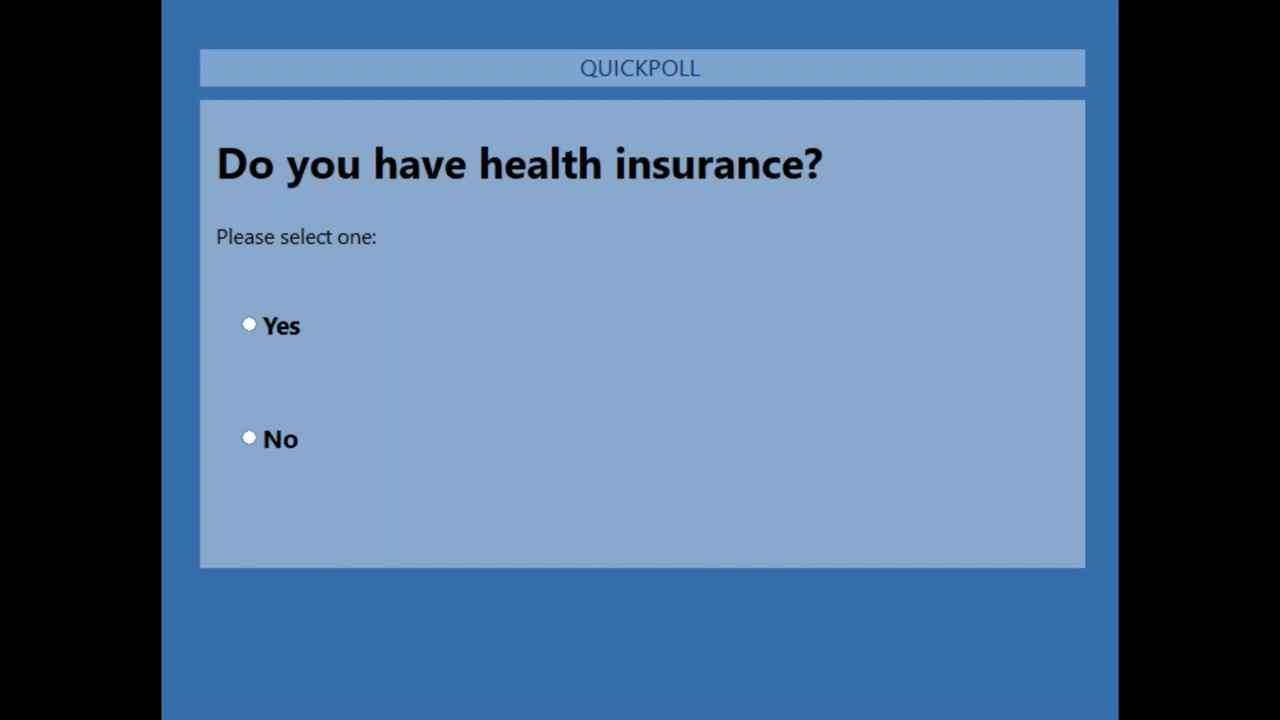 QUICKPOLL
Do you have health insurance?
Please select one:
Yes
No